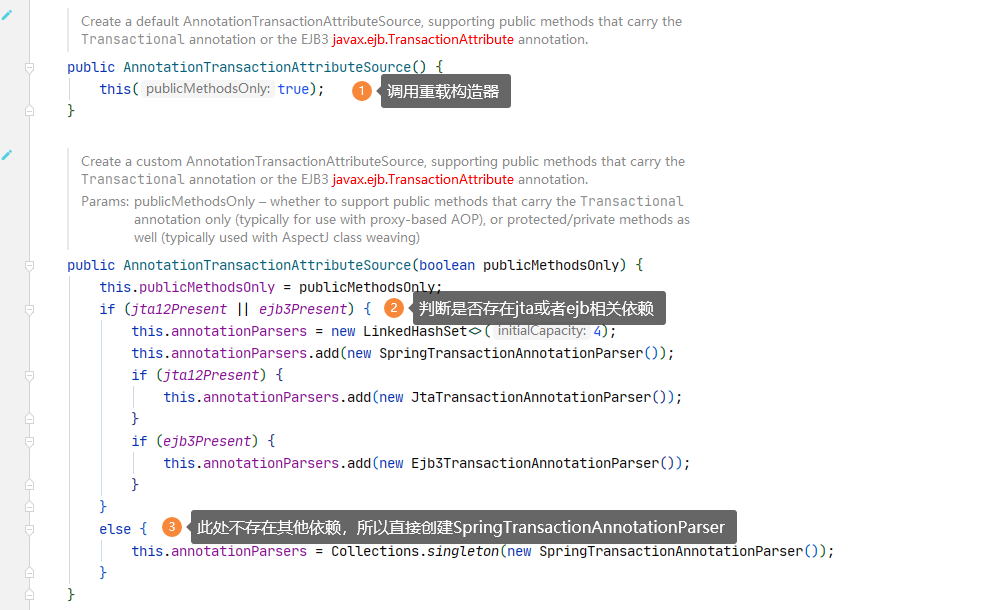 Create a default AnnotationTransactionAttributeSource, supporting public methods that carry the
Transactional annotation or the EJB3 javax.ejb.TransactionAttribute annotation.
public AnnotationTransactionAttributeSource() {
this( publicMethodsOnly: true); 1 调用重载构造器
}
Create a custom AnnotationTransactionAttributeSource, supporting public methods that carry the
Transactional annotation or the EJB3 javax.ejb.TransactionAttribute annotation.
Params: publicMethodsOnly – whether to support public methods that carry the Transactional
annotation only (typically for use with proxy-based AOP), or protected/private methods as
well (typically used with AspectJ class weaving)
public AnnotationTransactionAttributeSource(boolean publicMethodsOnly) {
this.publicMethodsOnly = publicMethodsOnly;
if (jta12Present || ejb3Present) { 2 判断是否存在jta或者ejb相关依赖
this.annotationParsers = new LinkedHashSet<>( initialCapacity: 4);
this.annotationParsers.add(new SpringTransactionAnnotationParser());
if (jta12Present) {
this.annotationParsers.add(new JtaTransactionAnnotationParser());
}
if (ejb3Present) {
this.annotationParsers.add(new Ejb3TransactionAnnotationParser());
}
}
else { 3 此处不存在其他依赖，所以直接创建SpringTransactionAnnotationParser
this.annotationParsers = Collections.singleton(new SpringTransactionAnnotationParser());
}
}